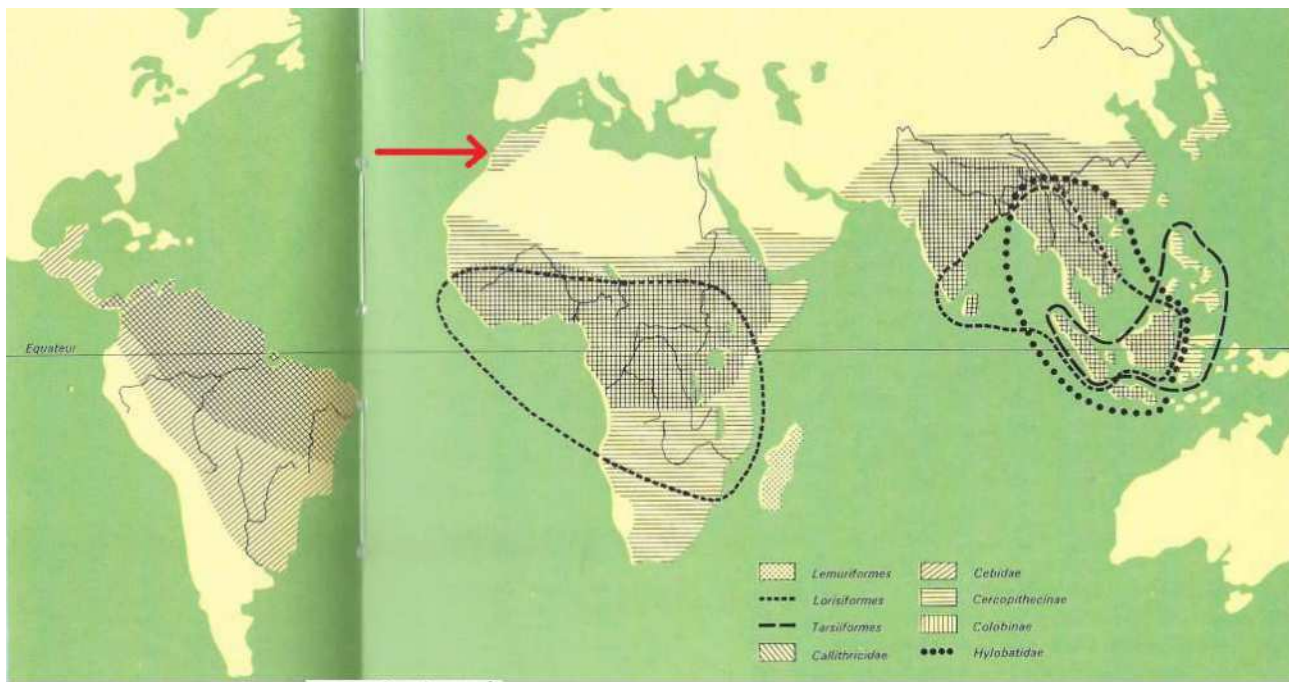 Equateur
Lemuriformes
Lorisiformes
Tarsiiformes
Callithricidae
Cebidae
Cercopithecinae
Colobinae
Hylobatidae